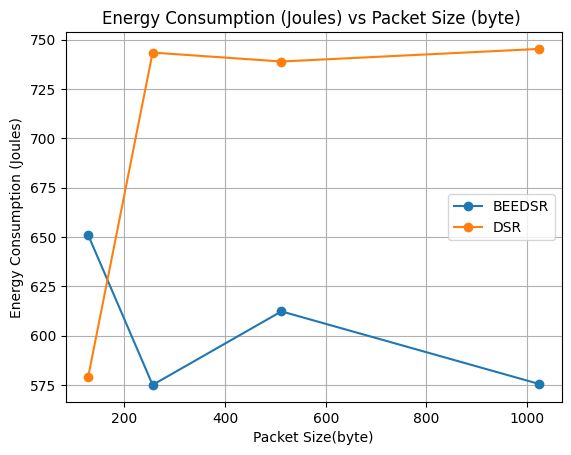 Energy Consumption (Joules) vs Packet Size (byte)
Energy Consumption (Joules)
750
725
700
675
650
625
600
575
BEEDSR
DSR
200
400
600
800
1000
Packet Size(byte)